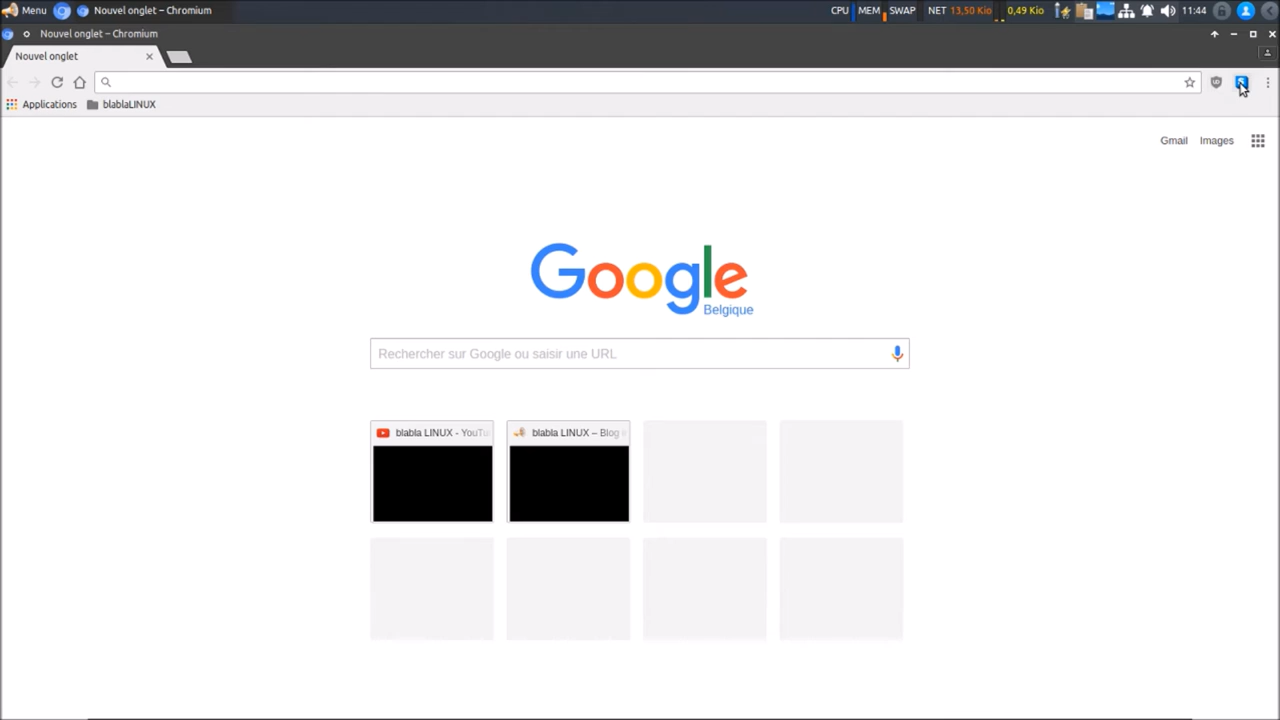 Menu Nouvel onglet – Chromium CPU MEM SWAP NET 13,50 Kio 0,49 Kio 11:44
Nouvel onglet – Chromium
Nouvel onglet
Applications blablaLINUX
Gmail Images
Google
Belgique
Rechercher sur Google ou saisir une URL
blabla LINUX - YouTu blabla LINUX – Blog